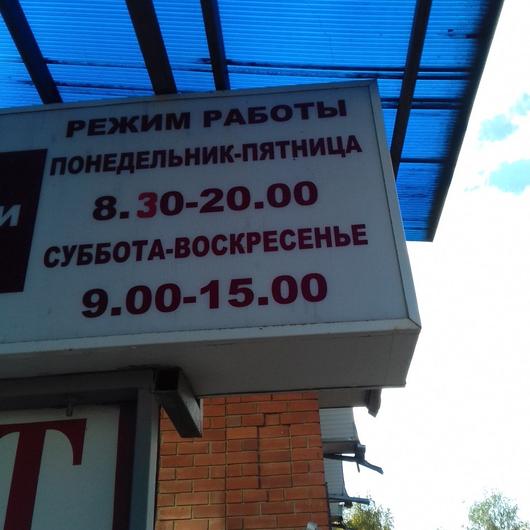 РЕЖИМ РАБОТЫ
ПОНЕДЕЛЬНИК-ПЯТНИЦА
8.30-20.00
СУББОТА-ВОСКРЕСЕНЬЕ
9.00-15.00
И
Т